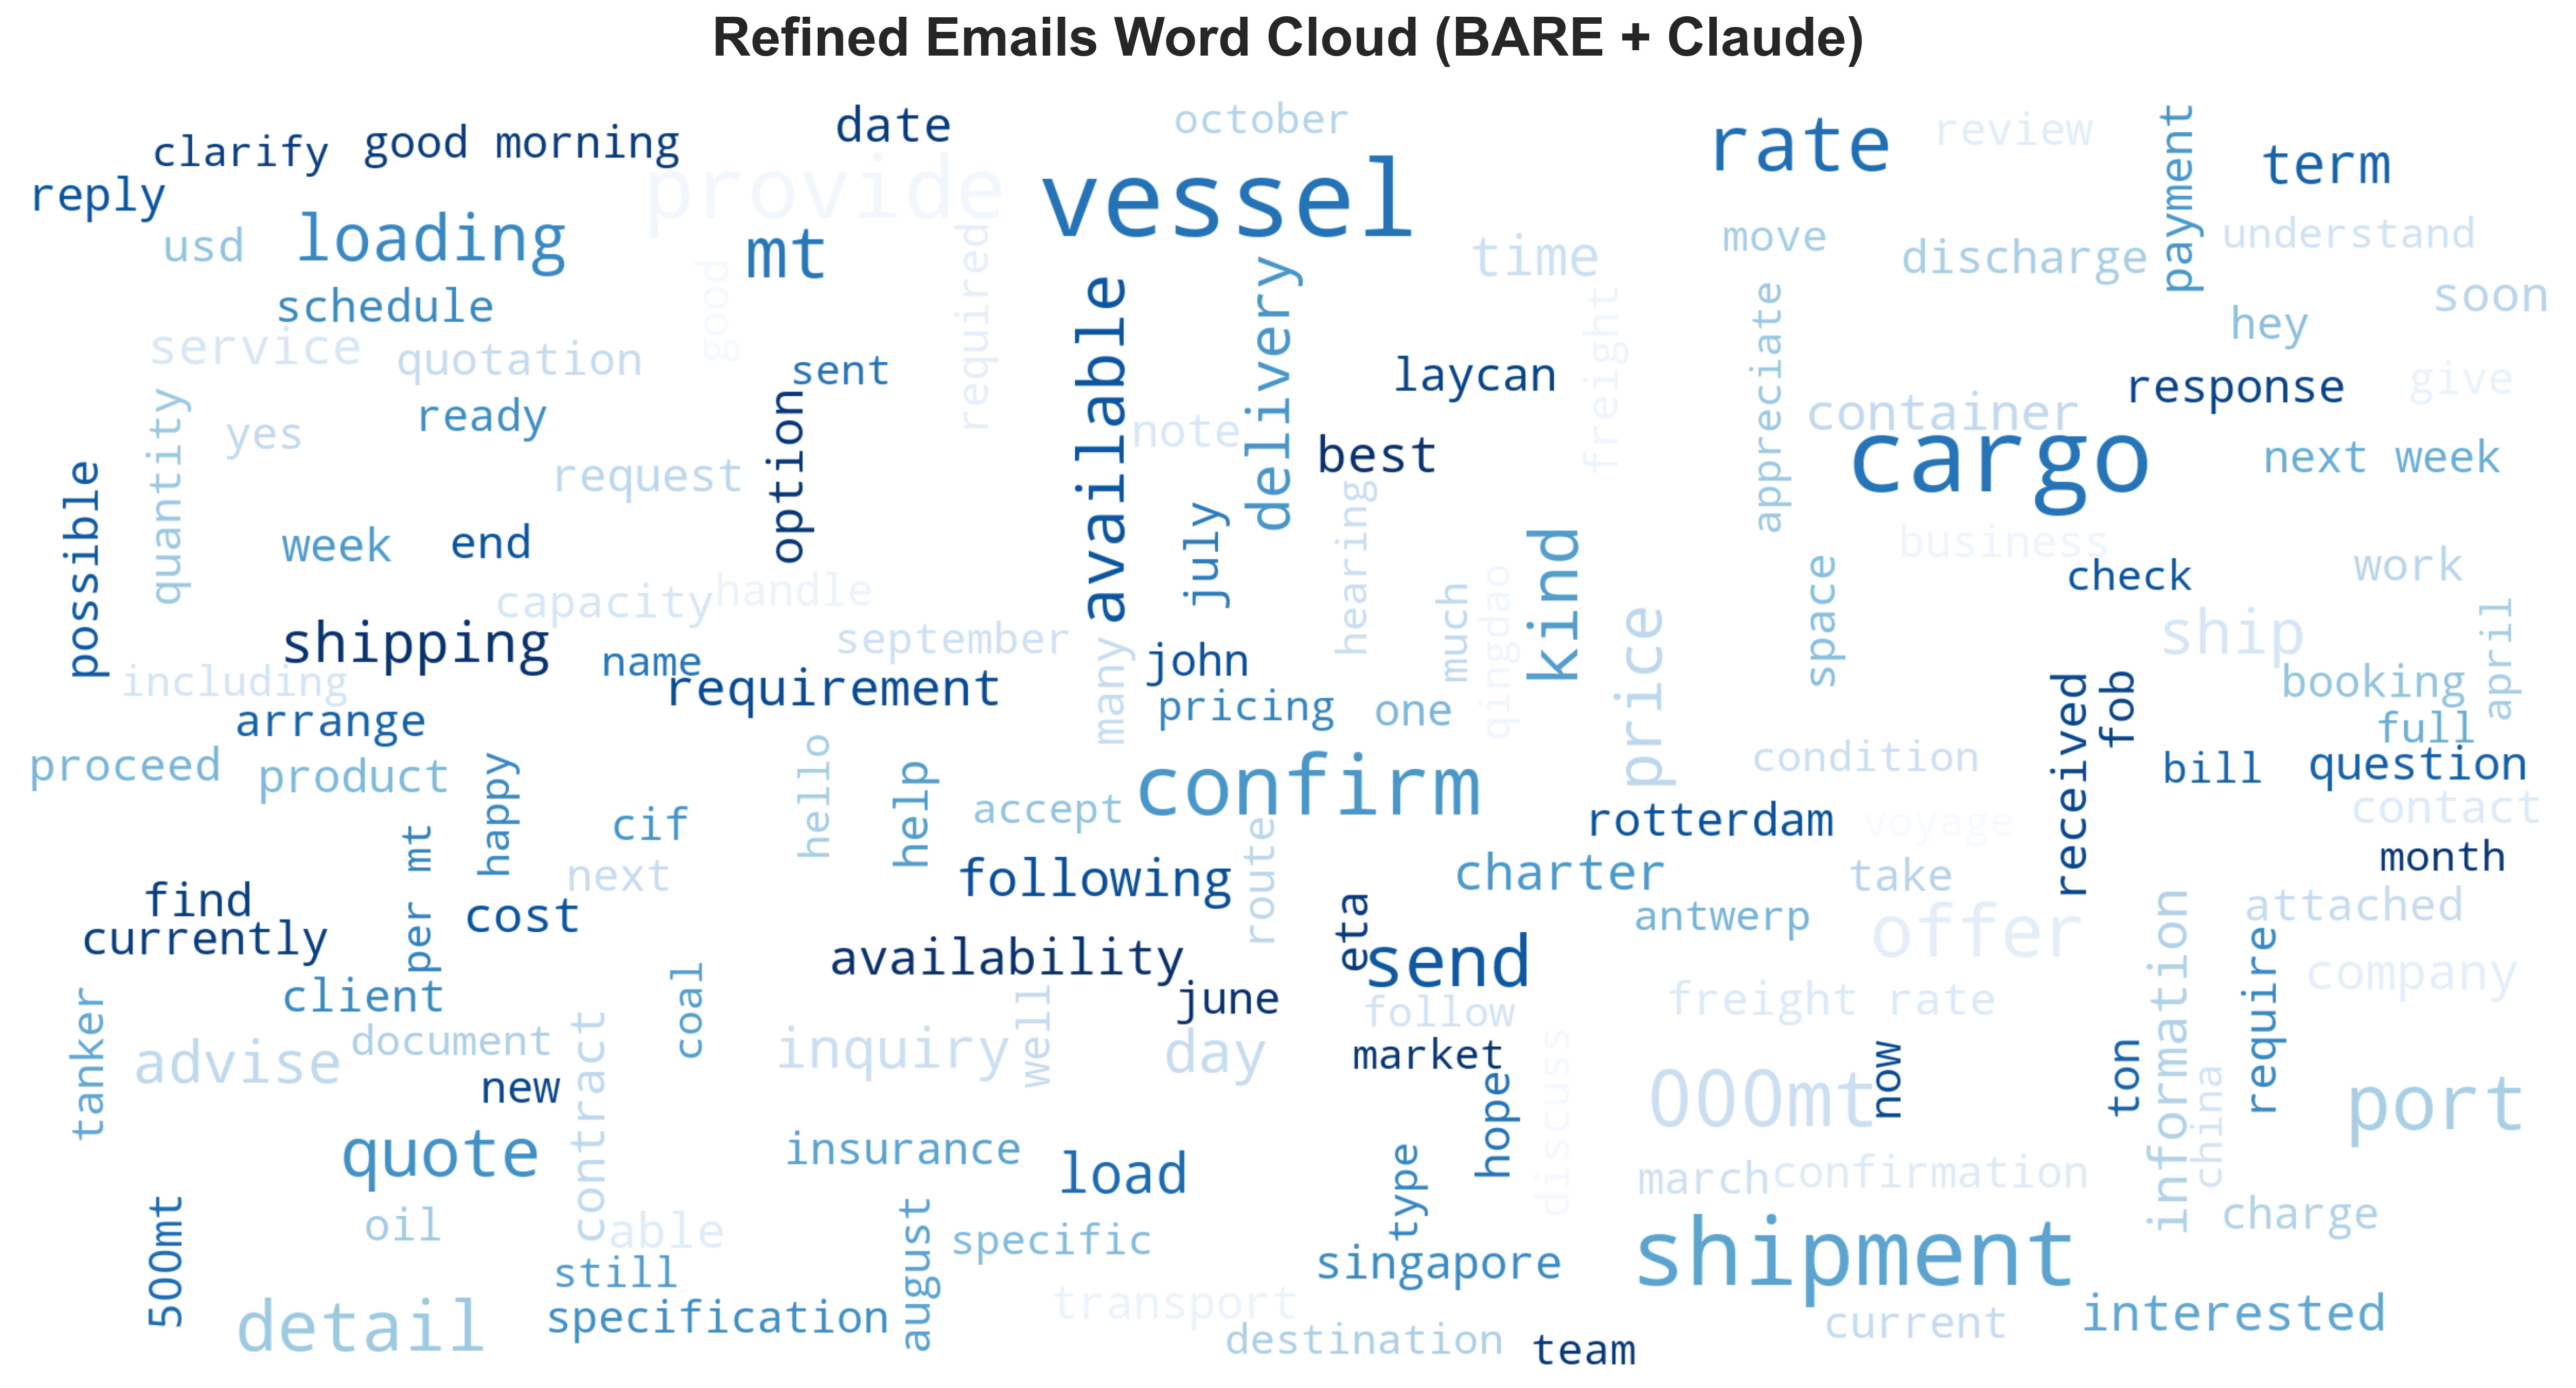 Refined Emails Word Cloud (BARE + Claude)
october
date
rate
review
payment
good morning
clarify
term
provide
vessel
reply
loading
usd
mt
required
time
move
discharge
understand
good
delivery
available
freight
appreciate
schedule
soon
hey
service
quotation
sent
laycan
response
give
quantity
ready
option
container
yes
note
best
cargo
next week
possible
request
hearing
july
kind
business
week
end
space
check
work
capacity
handle
much
qingdao
price
april
shipping
september
many
john
ship
including
name
requirement
pricing
one
received
fob
booking
arrange
full
proceed
product
happy
hello
help
accept
confirm
condition
bill
question
per mt
cif
route
rotterdam
voyage
contact
next
following
charter
take
month
find
cost
eta
antwerp
offer
information
attached
currently
availability
send
require
tanker
client
coal
june
freight rate
company
contract
well
follow
document
advise
inquiry
day
market
discuss
now
ton
china
new
hope
000mt
port
quote
insurance
load
type
march
confirmation
500mt
oil
able
august
specific
charge
still
singapore
shipment
specification
detail
transport
destination
team
current
interested